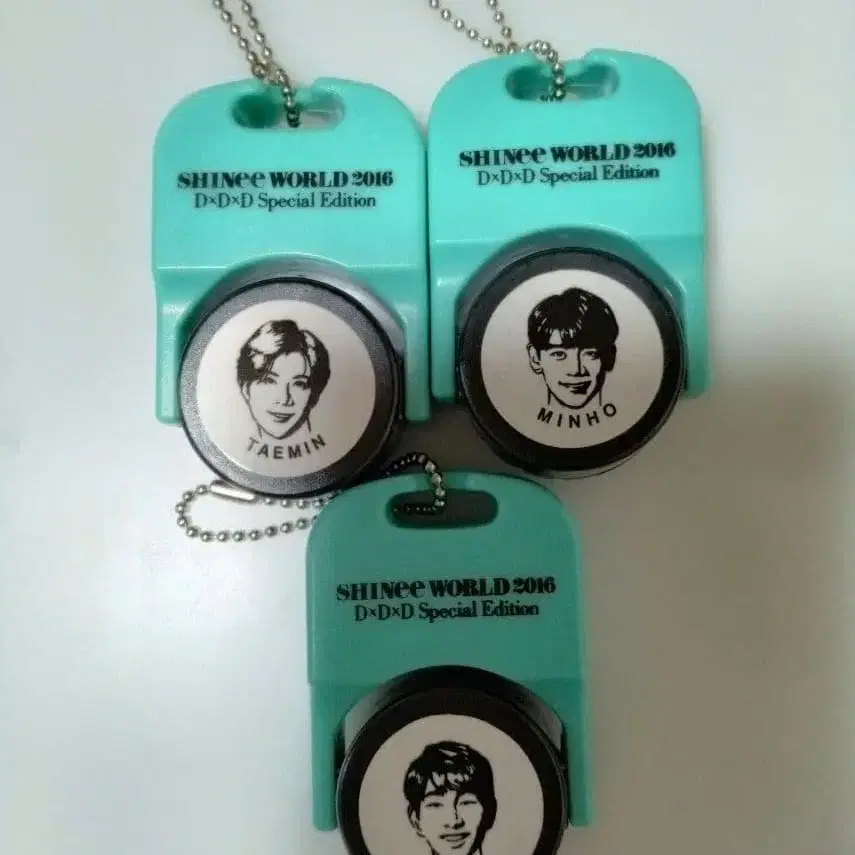 SHINee WORLD 2016
D×D×D Special Edition
TAEMIN
SHINee WORLD 2016
D×D×D Special Edition
MINHO
SHINee WORLD 2016
D×D×D Special Edition